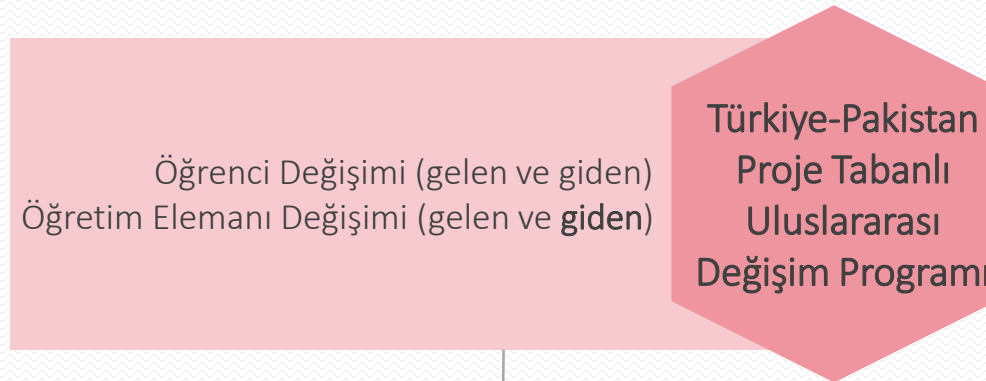 Öğrenci Değişimi (gelen ve giden)
Öğretim Elemanı Değişimi (gelen ve giden)
Türkiye-Pakistan
Proje Tabanlı
Uluslararası
Değişim Programı